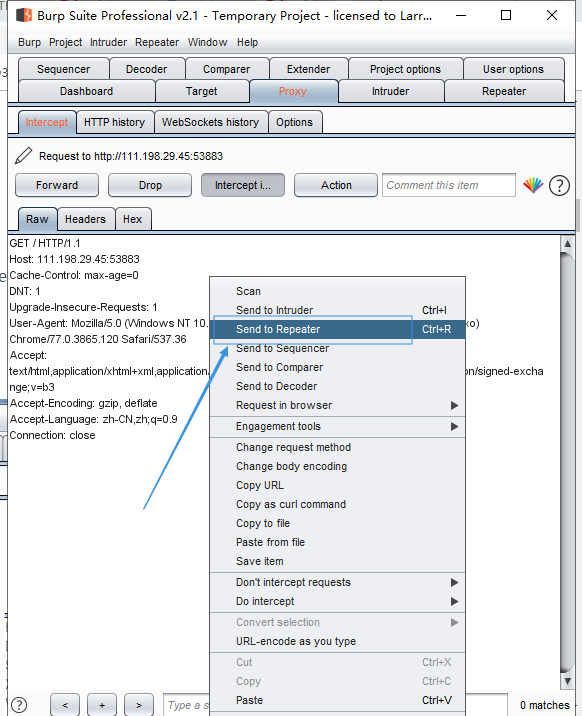 Burp Suite Professional v2.1 - Temporary Project - licensed to Larr...
Burp Project Intruder Repeater Window Help
Sequencer Decoder Comparer Extender Project options User options
Dashboard Target Proxy Intruder Repeater
Intercept HTTP history WebSockets history Options
Request to http://111.198.29.45:53883
Forward Drop Intercept i... Action Comment this item ?
Raw Headers Hex
GET / HTTP/1.1
Host: 111.198.29.45:53883
Cache-Control: max-age=0
DNT: 1
Upgrade-Insecure-Requests: 1
User-Agent: Mozilla/5.0 (Windows NT 10. xo)
Chrome/77.0.3865.120 Safari/537.36
Accept:
text/html,application/xhtml+xml,application/ on/signed-excha
nge;v=b3
Accept-Encoding: gzip, deflate
Accept-Language: zh-CN,zh;q=0.9
Connection: close
Scan
Send to Intruder Ctrl+I
Send to Repeater Ctrl+R
Send to Sequencer
Send to Comparer
Send to Decoder
Request in browser
Engagement tools
Change request method
Change body encoding
Copy URL
Copy as curl command
Copy to file
Paste from file
Save item
Don't intercept requests
Do intercept
Convert selection
URL-encode as you type
Cut Ctrl+X
Copy Ctrl+C
Paste Ctrl+V
? < + > Type a s 0 matches